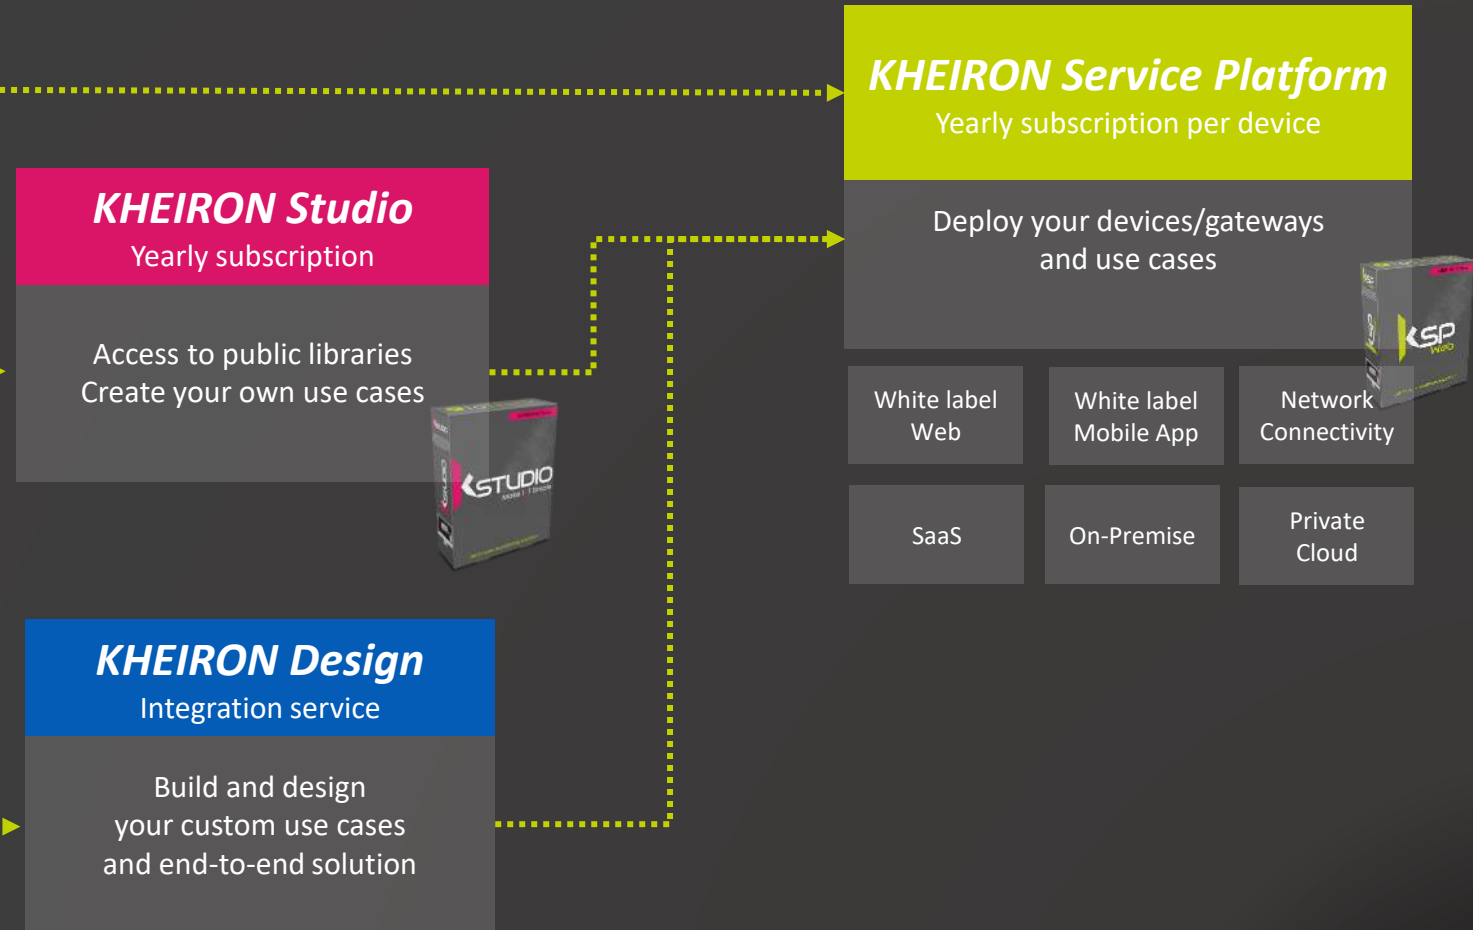 KHEIRON Service Platform
Yearly subscription per device
Deploy your devices/gateways
and use cases
KSP
Web
White label
Web
White label
Mobile App
Network
Connectivity
SaaS
On-Premise
Private
Cloud
KHEIRON Studio
Yearly subscription
Access to public libraries
Create your own use cases
KSTUDIO
KHEIRON Design
Integration service
Build and design
your custom use cases
and end-to-end solution